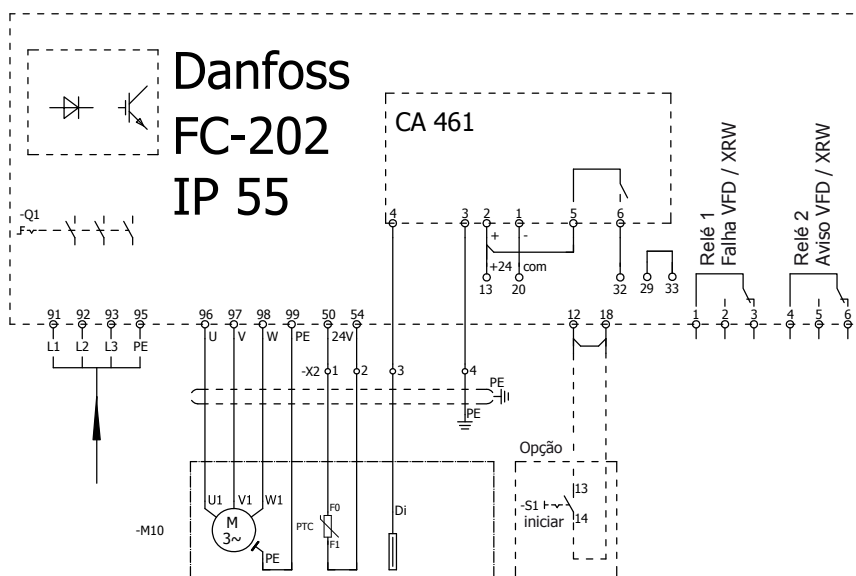 Danfoss
FC-202
IP 55
CA 461
Relé 1
Falha VFD / XRW
Relé 2
Aviso VFD / XRW
-Q1
4 3 2 1 5 6
+ -
+24 com
13 20 32 29 33
91 92 93 95 96 97 98 99 50 54 12 18 1 2 3 4 5 6
L1 L2 L3 PE U V W PE 24V
-X2 1 2 3 4
PE
PE
Opção
-M10
U1 V1 W1
M
3~
PE
PTC
F0
F1
Di
-S1
iniciar
13
14